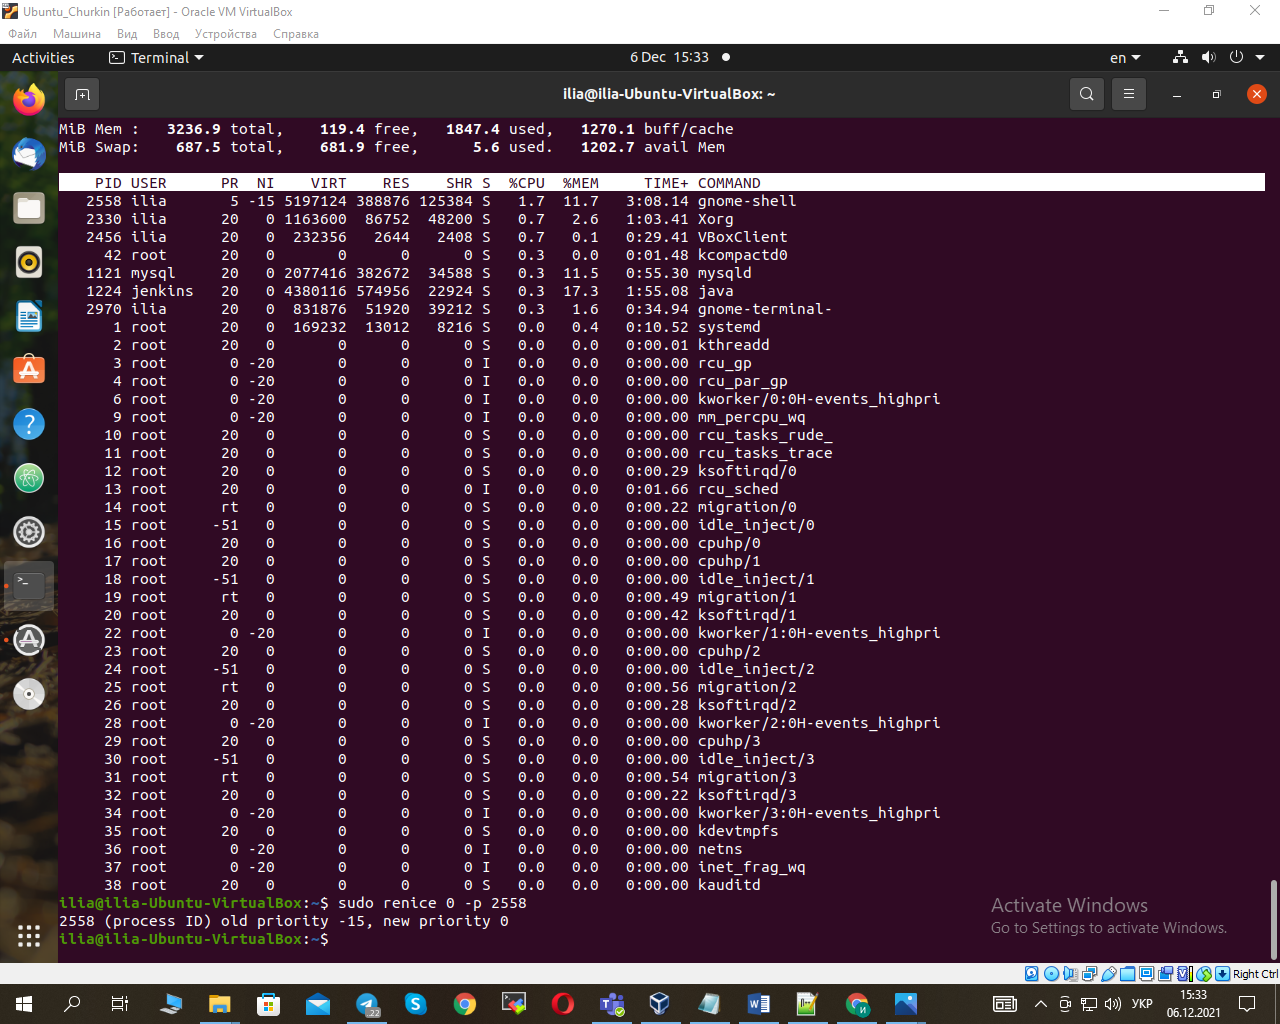 Ubuntu_Churkin [Работает] - Oracle VM VirtualBox
Файл Машина Вид Ввод Устройства Справка
Activities Terminal 6 Dec 15:33 en
ilia@ilia-Ubuntu-VirtualBox: ~
MiB Mem : 3236.9 total, 119.4 free, 1847.4 used, 1270.1 buff/cache
MiB Swap: 687.5 total, 681.9 free, 5.6 used. 1202.7 avail Mem
PID USER PR NI VIRT RES SHR S %CPU %MEM TIME+ COMMAND
2558 ilia 5 -15 5197124 388876 125384 S 1.7 11.7 3:08.14 gnome-shell
2330 ilia 20 0 1163600 86752 48200 S 0.7 2.6 1:03.41 Xorg
2456 ilia 20 0 232356 2644 2408 S 0.7 0.1 0:29.41 VBoxClient
42 root 20 0 0 0 0 S 0.3 0.0 0:01.48 kcompactd0
1121 mysql 20 0 2077416 382672 34588 S 0.3 11.5 0:55.30 mysqld
1224 jenkins 20 0 4380116 574956 22924 S 0.3 17.3 1:55.08 java
2970 ilia 20 0 831876 51920 39212 S 0.3 1.6 0:34.94 gnome-terminal-
1 root 20 0 169232 13012 8216 S 0.0 0.4 0:10.52 systemd
2 root 20 0 0 0 0 S 0.0 0.0 0:00.01 kthreadd
3 root 0 -20 0 0 0 I 0.0 0.0 0:00.00 rcu_gp
4 root 0 -20 0 0 0 I 0.0 0.0 0:00.00 rcu_par_gp
6 root 0 -20 0 0 0 I 0.0 0.0 0:00.00 kworker/0:0H-events_highpri
9 root 0 -20 0 0 0 I 0.0 0.0 0:00.00 mm_percpu_wq
10 root 20 0 0 0 0 S 0.0 0.0 0:00.00 rcu_tasks_rude_
11 root 20 0 0 0 0 S 0.0 0.0 0:00.00 rcu_tasks_trace
12 root 20 0 0 0 0 S 0.0 0.0 0:00.29 ksoftirqd/0
13 root 20 0 0 0 0 I 0.0 0.0 0:01.66 rcu_sched
14 root rt 0 0 0 0 S 0.0 0.0 0:00.22 migration/0
15 root -51 0 0 0 0 S 0.0 0.0 0:00.00 idle_inject/0
16 root 20 0 0 0 0 S 0.0 0.0 0:00.00 cpuhp/0
17 root 20 0 0 0 0 S 0.0 0.0 0:00.00 cpuhp/1
18 root -51 0 0 0 0 S 0.0 0.0 0:00.00 idle_inject/1
19 root rt 0 0 0 0 S 0.0 0.0 0:00.49 migration/1
20 root 20 0 0 0 0 S 0.0 0.0 0:00.42 ksoftirqd/1
22 root 0 -20 0 0 0 I 0.0 0.0 0:00.00 kworker/1:0H-events_highpri
23 root 20 0 0 0 0 S 0.0 0.0 0:00.00 cpuhp/2
24 root -51 0 0 0 0 S 0.0 0.0 0:00.00 idle_inject/2
25 root rt 0 0 0 0 S 0.0 0.0 0:00.56 migration/2
26 root 20 0 0 0 0 S 0.0 0.0 0:00.28 ksoftirqd/2
28 root 0 -20 0 0 0 I 0.0 0.0 0:00.00 kworker/2:0H-events_highpri
29 root 20 0 0 0 0 S 0.0 0.0 0:00.00 cpuhp/3
30 root -51 0 0 0 0 S 0.0 0.0 0:00.00 idle_inject/3
31 root rt 0 0 0 0 S 0.0 0.0 0:00.54 migration/3
32 root 20 0 0 0 0 S 0.0 0.0 0:00.22 ksoftirqd/3
34 root 0 -20 0 0 0 I 0.0 0.0 0:00.00 kworker/3:0H-events_highpri
35 root 20 0 0 0 0 S 0.0 0.0 0:00.00 kdevtmpfs
36 root 0 -20 0 0 0 I 0.0 0.0 0:00.00 netns
37 root 0 -20 0 0 0 I 0.0 0.0 0:00.00 inet_frag_wq
38 root 20 0 0 0 0 S 0.0 0.0 0:00.00 kauditd
ilia@ilia-Ubuntu-VirtualBox:~$ sudo renice 0 -p 2558
2558 (process ID) old priority -15, new priority 0
ilia@ilia-Ubuntu-VirtualBox:~$
Activate Windows
Go to Settings to activate Windows.
Right Ctrl
.22
УКР
15:33
06.12.2021